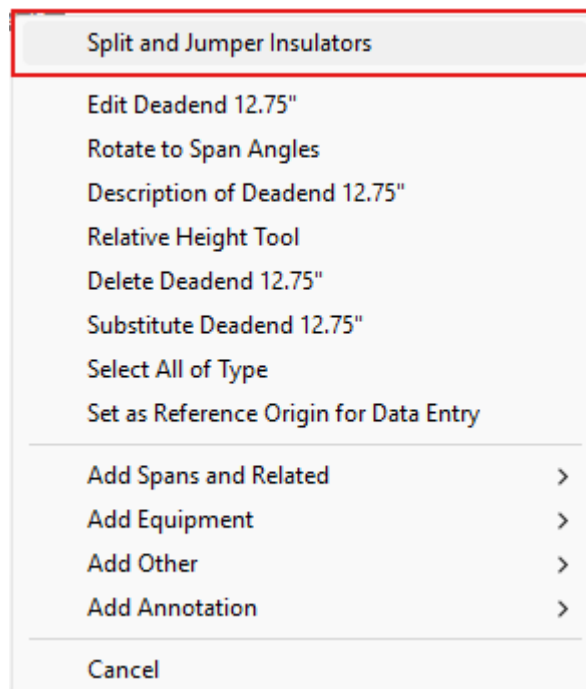 Split and Jumper Insulators
Edit Deadend 12.75"
Rotate to Span Angles
Description of Deadend 12.75"
Relative Height Tool
Delete Deadend 12.75"
Substitute Deadend 12.75"
Select All of Type
Set as Reference Origin for Data Entry
Add Spans and Related
Add Equipment
Add Other
Add Annotation
Cancel